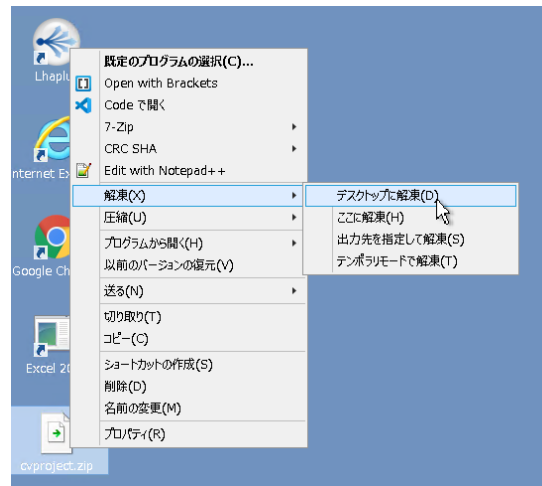 Lhaplu
既定のプログラムの選択(C)...
Open with Brackets
Code で開く
7-Zip
CRC SHA
nternet Ex
Edit with Notepad++
解凍(X)
デスクトップに解凍(D)
圧縮(U)
ここに解凍(H)
プログラムから開く(H)
出力先を指定して解凍(S)
Google Ch
以前のバージョンの復元(V)
テンポラリモードで解凍(T)
送る(N)
切り取り(T)
コピー(C)
Excel 20
ショートカットの作成(S)
削除(D)
名前の変更(M)
プロパティ(R)
cvproject.zip